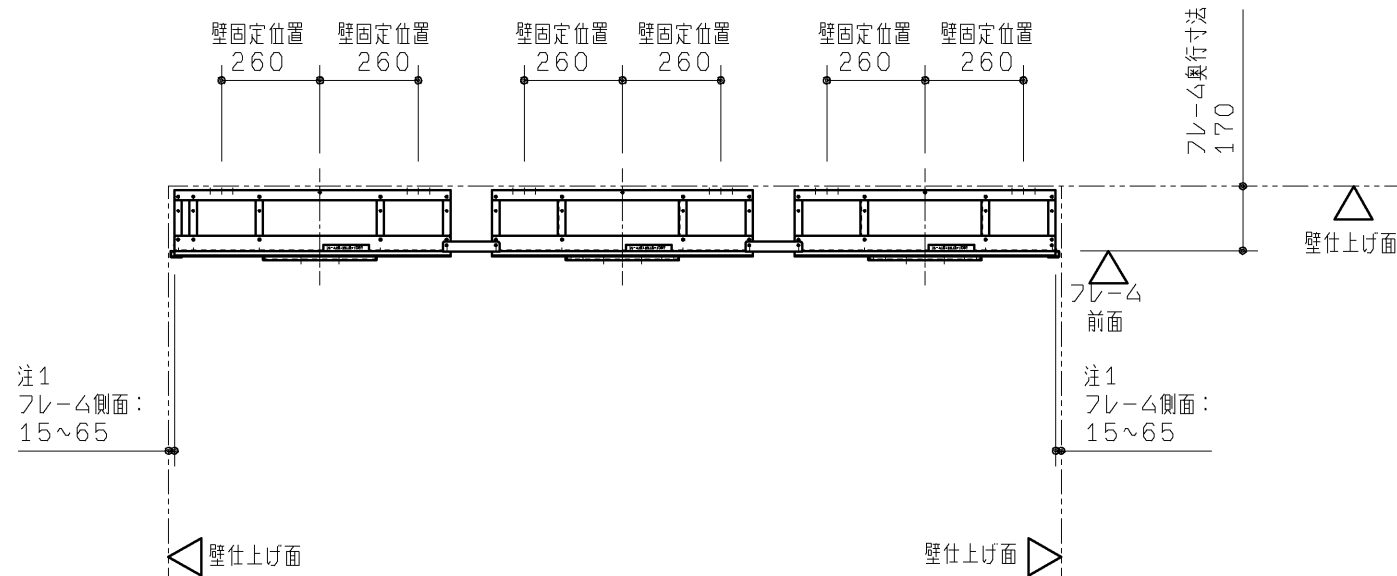 壁固定位置
260
壁固定位置
260
壁固定位置
260
壁固定位置
260
壁固定位置
260
壁固定位置
260
フレーム奥行寸法
170
壁仕上げ面
フレーム
前面
注1
フレーム側面：
15~65
注1
フレーム側面：
15~65
壁仕上げ面
壁仕上げ面